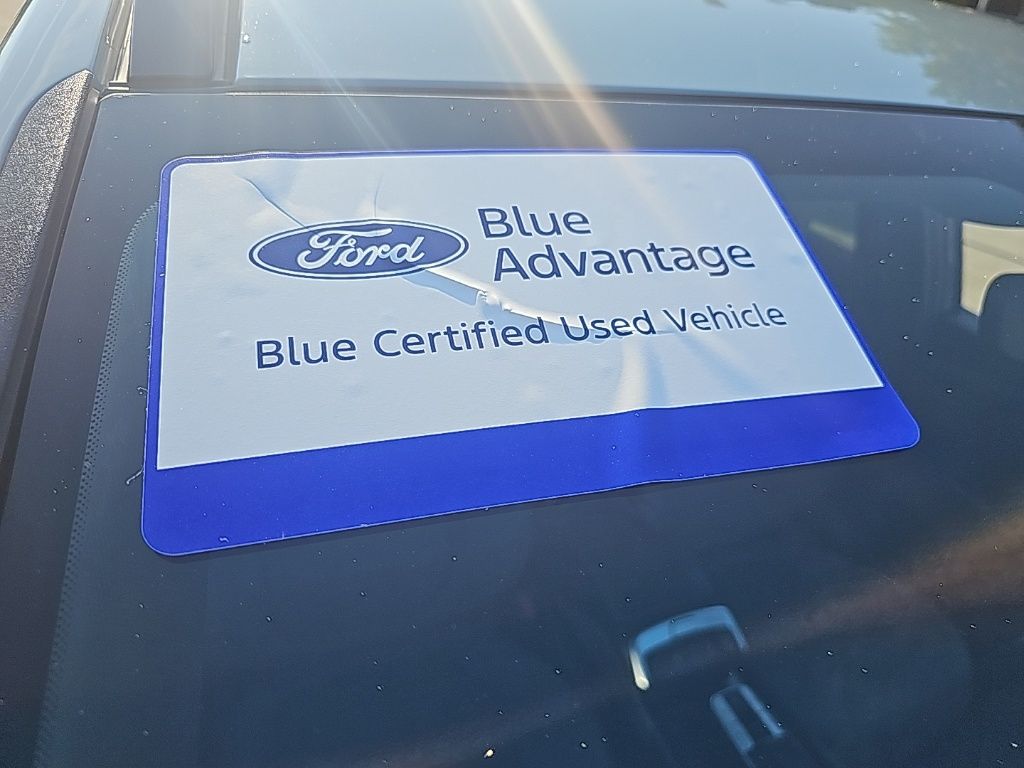 Ford
Blue
Advantage
Blue Certified Used Vehicle